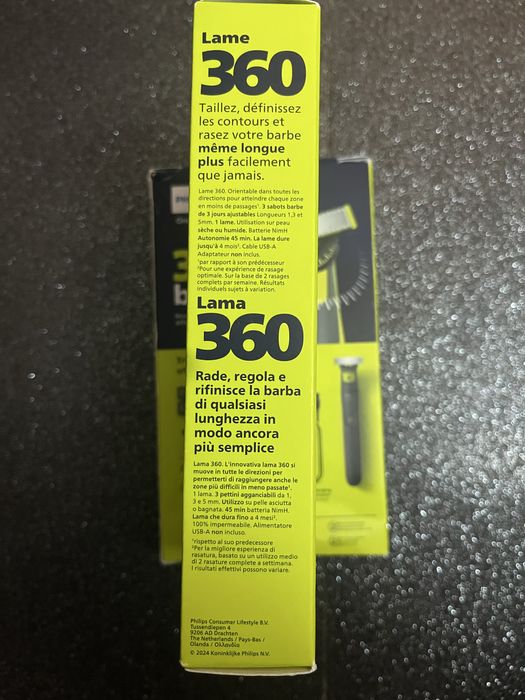 Lame
360
Taillez, définissez
les contours et
rasez votre barbe
même longue
plus facilement
que jamais.
Lame 360. Orientable dans toutes les
directions pour atteindre chaque zone
en moins de passages¹. 3 sabots barbe
de 3 jours ajustables Longueurs 1,3 et
5mm. 1 lame. Utilisation sur peau
sèche ou humide. Batterie NimH
Autonomie 45 min. La lame dure
jusqu'à 4 mois². Cable USB-A
Adaptateur non inclus.
¹par rapport à son prédécesseur
²Pour une expérience de rasage
optimale. Sur la base de 2 rasages
complets par semaine. Résultats
individuels sujets à variation.
Lama
360
Rade, regola e
rifinisce la barba
di qualsiasi
lunghezza in
modo ancora
più semplice
Lama 360. L'innovativa lama 360 si
muove in tutte le direzioni per
permetterti di raggiungere anche le
zone più difficili in meno passate¹.
1 lama. 3 pettini agganciabili da 1,
3 e 5 mm. Utilizzo su pelle asciutta
o bagnata. 45 min batteria NimH.
Lama che dura fino a 4 mesi².
100% impermeabile. Alimentatore
USB-A non incluso.
¹rispetto al suo predecessore
²Per la migliore esperienza di
rasatura, basato su un utilizzo medio
di 2 rasature complete a settimana.
I risultati effettivi possono variare.
Philips Consumer Lifestyle B.V.
Tussendiepen 4
9206 AD Drachten
The Netherlands / Pays-Bas /
Olanda / Ολλανδία
© 2024 Koninklijke Philips N.V.